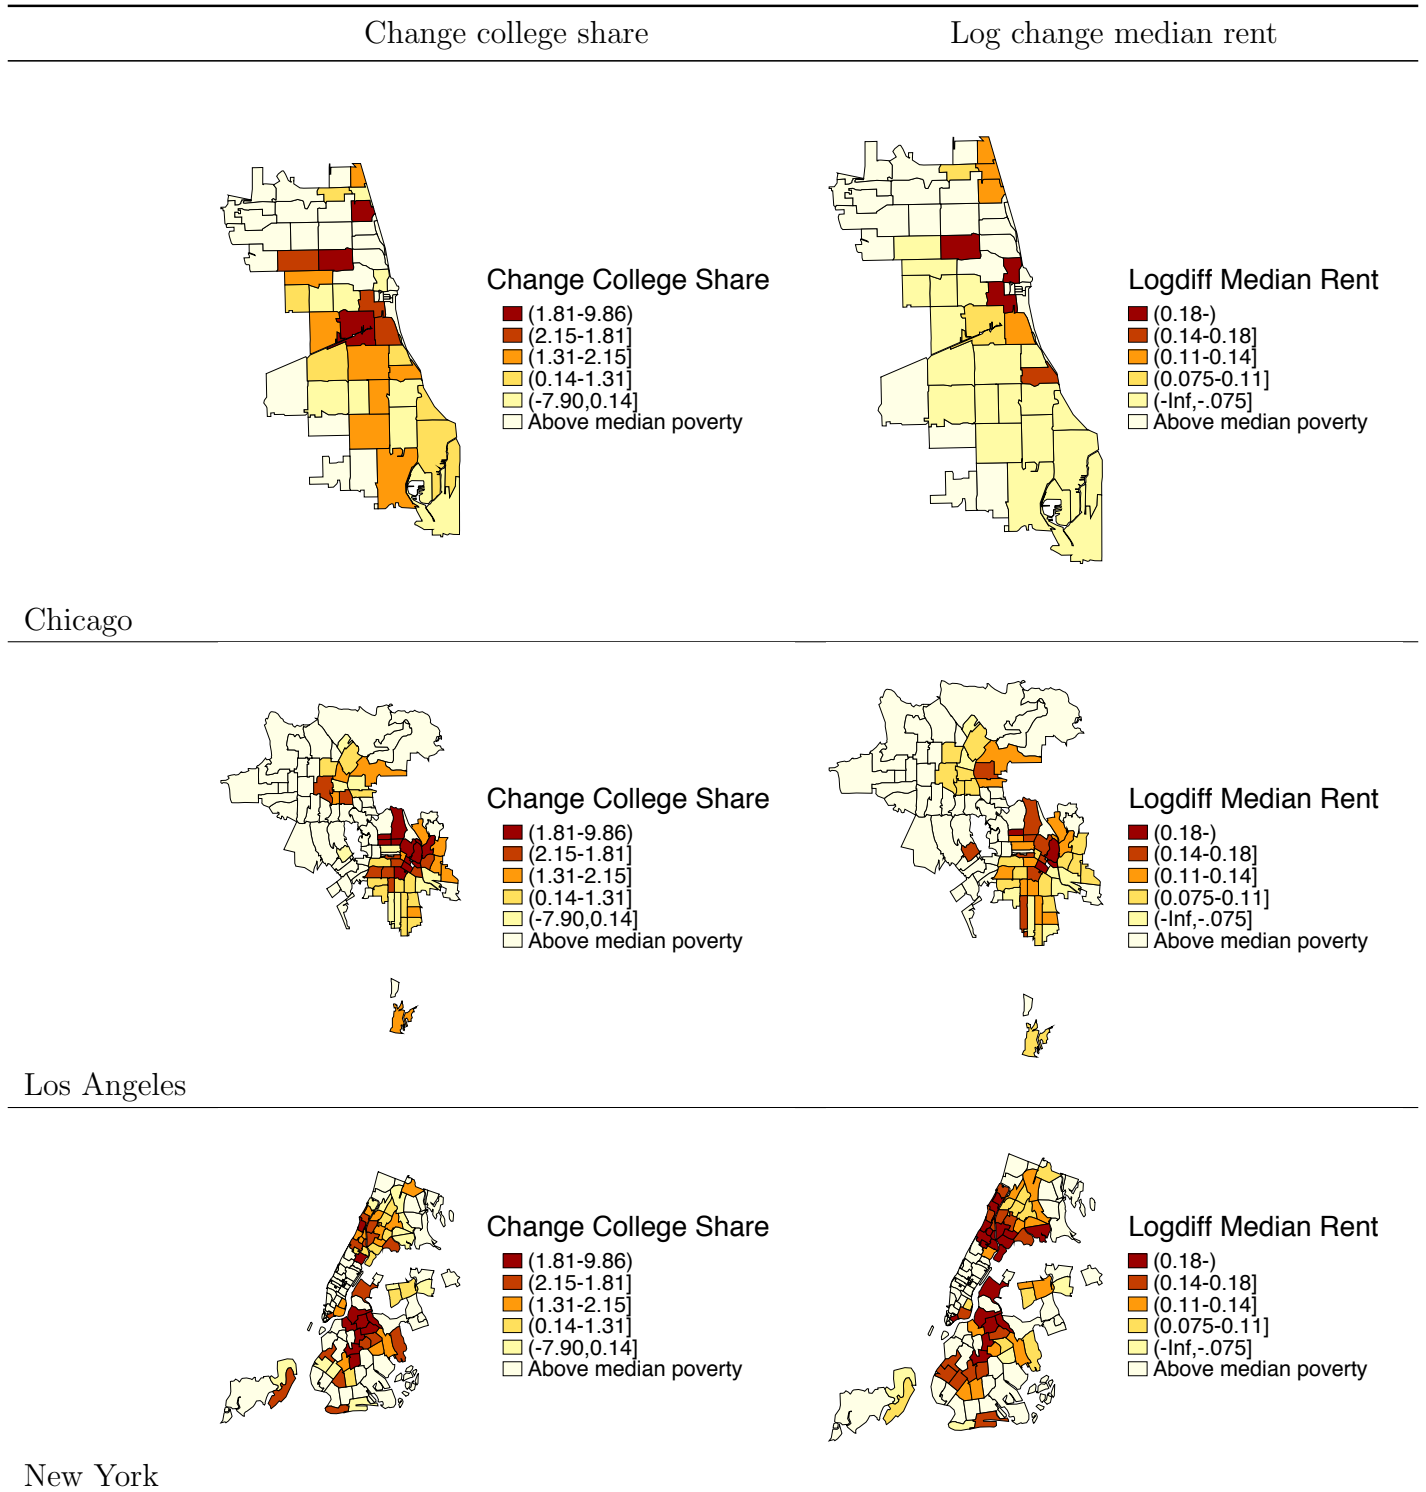 Change college share
Log change median rent
Change College Share
(1.81-9.86)
(2.15-1.81]
(1.31-2.15]
(0.14-1.31]
(-7.90,0.14]
Above median poverty
Logdiff Median Rent
(0.18-)
(0.14-0.18]
(0.11-0.14]
(0.075-0.11]
(-Inf,-.075]
Above median poverty
Chicago
Change College Share
(1.81-9.86)
(2.15-1.81]
(1.31-2.15]
(0.14-1.31]
(-7.90,0.14]
Above median poverty
Logdiff Median Rent
(0.18-)
(0.14-0.18]
(0.11-0.14]
(0.075-0.11]
(-Inf,-.075]
Above median poverty
Los Angeles
Change College Share
(1.81-9.86)
(2.15-1.81]
(1.31-2.15]
(0.14-1.31]
(-7.90,0.14]
Above median poverty
Logdiff Median Rent
(0.18-)
(0.14-0.18]
(0.11-0.14]
(0.075-0.11]
(-Inf,-.075]
Above median poverty
New York